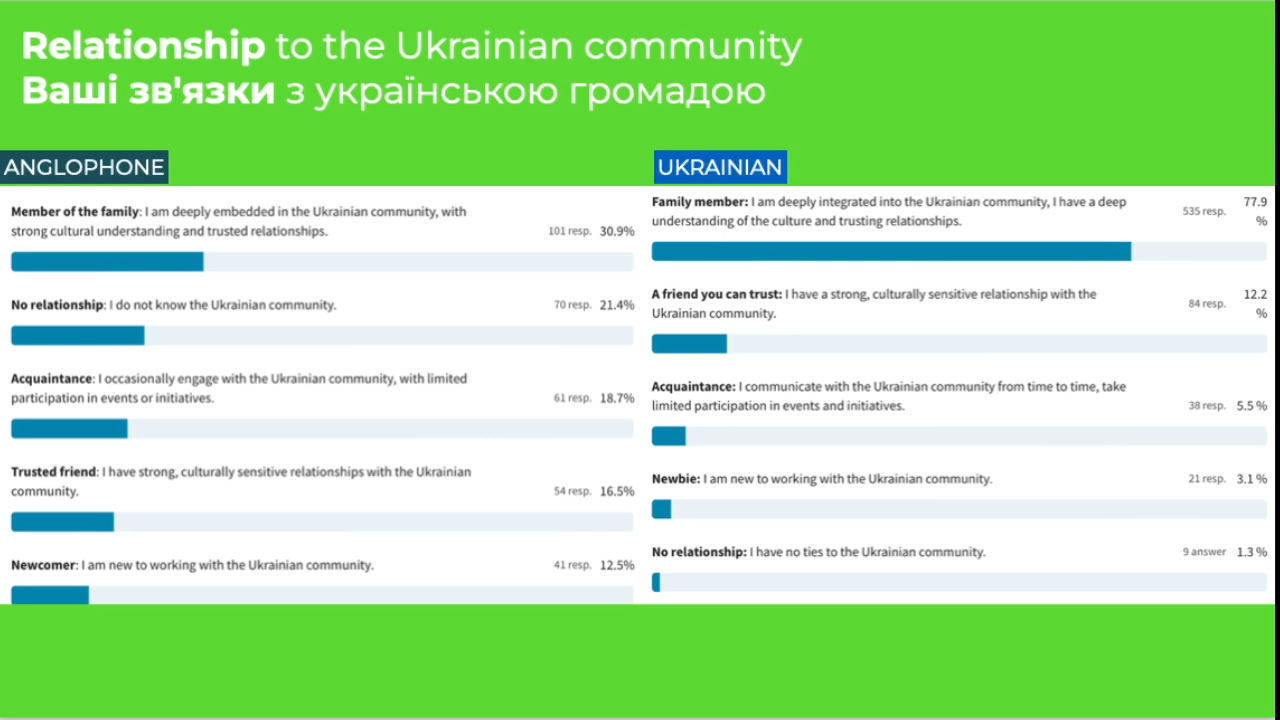 Relationship to the Ukrainian community
Ваші зв'язки з українською громадою
ANGLOPHONE
Member of the family: I am deeply embedded in the Ukrainian community, with
strong cultural understanding and trusted relationships.
101 resp. 30.9%
No relationship: I do not know the Ukrainian community.
70 resp. 21.4%
Acquaintance: I occasionally engage with the Ukrainian community, with limited
participation in events or initiatives.
61 resp. 18.7%
Trusted friend: I have strong, culturally sensitive relationships with the Ukrainian
community.
54 resp. 16.5%
Newcomer: I am new to working with the Ukrainian community.
41 resp. 12.5%
UKRAINIAN
Family member: I am deeply integrated into the Ukrainian community, I have a deep
understanding of the culture and trusting relationships.
535 resp. 77.9
%
A friend you can trust: I have a strong, culturally sensitive relationship with the
Ukrainian community.
84 resp. 12.2
%
Acquaintance: I communicate with the Ukrainian community from time to time, take
limited participation in events and initiatives.
38 resp. 5.5 %
Newbie: I am new to working with the Ukrainian community.
21 resp. 3.1 %
No relationship: I have no ties to the Ukrainian community.
9 answer 1.3 %